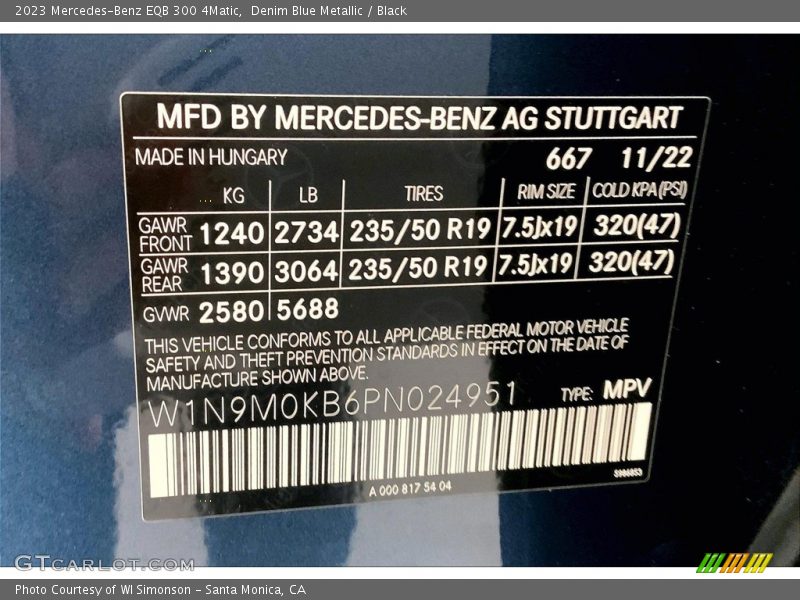 2023 Mercedes-Benz EQB 300 4Matic,  Denim Blue Metallic / Black
MFD BY MERCEDES-BENZ AG STUTTGART
MADE IN HUNGARY 667 11/22
KG LB TIRES RIM SIZE COLD KPA(PSI)
GAWR FRONT 1240 2734 235/50 R19 7.5Jx19 320(47)
GAWR REAR 1390 3064 235/50 R19 7.5Jx19 320(47)
GVWR 2580 5688
THIS VEHICLE CONFORMS TO ALL APPLICABLE FEDERAL MOTOR VEHICLE
SAFETY AND THEFT PREVENTION STANDARDS IN EFFECT ON THE DATE OF
MANUFACTURE SHOWN ABOVE.
W1N9M0KB6PN024951 TYPE: MPV
A 000 817 54 04
GTCARLOT.COM
Photo Courtesy of WI Simonson - Santa Monica, CA